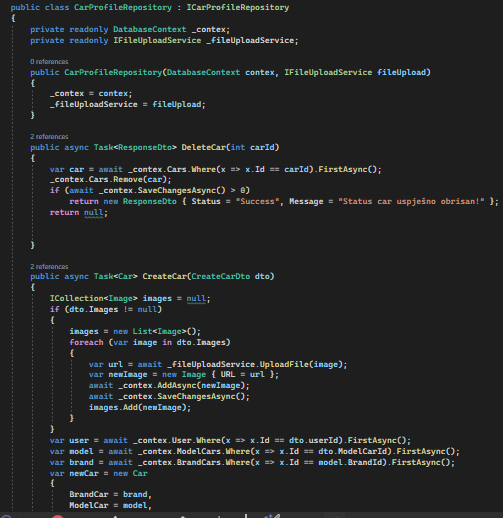 public class CarProfileRepository : ICarProfileRepository
{
    private readonly DatabaseContext _contex;
    private readonly IFileUploadService _fileUploadService;
    0 references
    public CarProfileRepository(DatabaseContext contex, IFileUploadService fileUpload)
    {
        _contex = contex;
        _fileUploadService = fileUpload;
    }
    2 references
    public async Task<ResponseDto> DeleteCar(int carId)
    {
        var car = await _contex.Cars.Where(x => x.Id == carId).FirstAsync();
        _contex.Cars.Remove(car);
        if (await _contex.SaveChangesAsync() > 0)
            return new ResponseDto { Status = "Success", Message = "Status car uspješno obrisan!" };
        return null;
    }
    2 references
    public async Task<Car> CreateCar(CreateCarDto dto)
    {
        ICollection<Image> images = null;
        if (dto.Images != null)
        {
            images = new List<Image>();
            foreach (var image in dto.Images)
            {
                var url = await _fileUploadService.UploadFile(image);
                var newImage = new Image { URL = url };
                await _contex.AddAsync(newImage);
                await _contex.SaveChangesAsync();
                images.Add(newImage);
            }
        }
        var user = await _contex.User.Where(x => x.Id == dto.userId).FirstAsync();
        var model = await _contex.ModelCars.Where(x => x.Id == dto.ModelCarId).FirstAsync();
        var brand = await _contex.BrandCars.Where(x => x.Id == model.BrandId).FirstAsync();
        var newCar = new Car
        {
            BrandCar = brand,
            ModelCar = model,